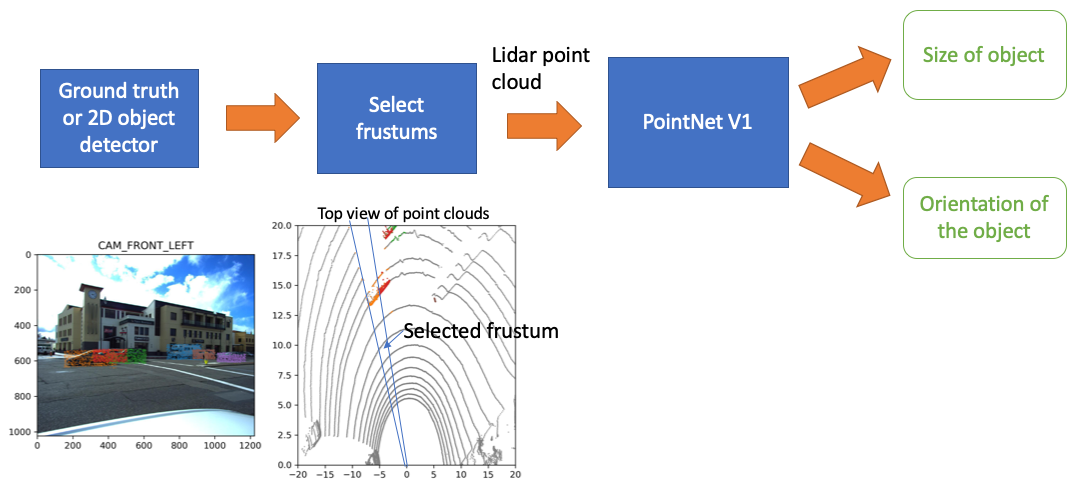 Ground truth
or 2D object
detector
Select
frustums
Lidar point
cloud
PointNet V1
Size of object
Orientation of
the object
CAM_FRONT_LEFT
0
200
400
600
800
1000
0 200 400 600 800 1000 1200
Top view of point clouds
20.0
17.5
15.0
12.5
10.0
7.5
5.0
2.5
0.0
Selected frustum
−20 −15 −10 −5 0 5 10 15 20